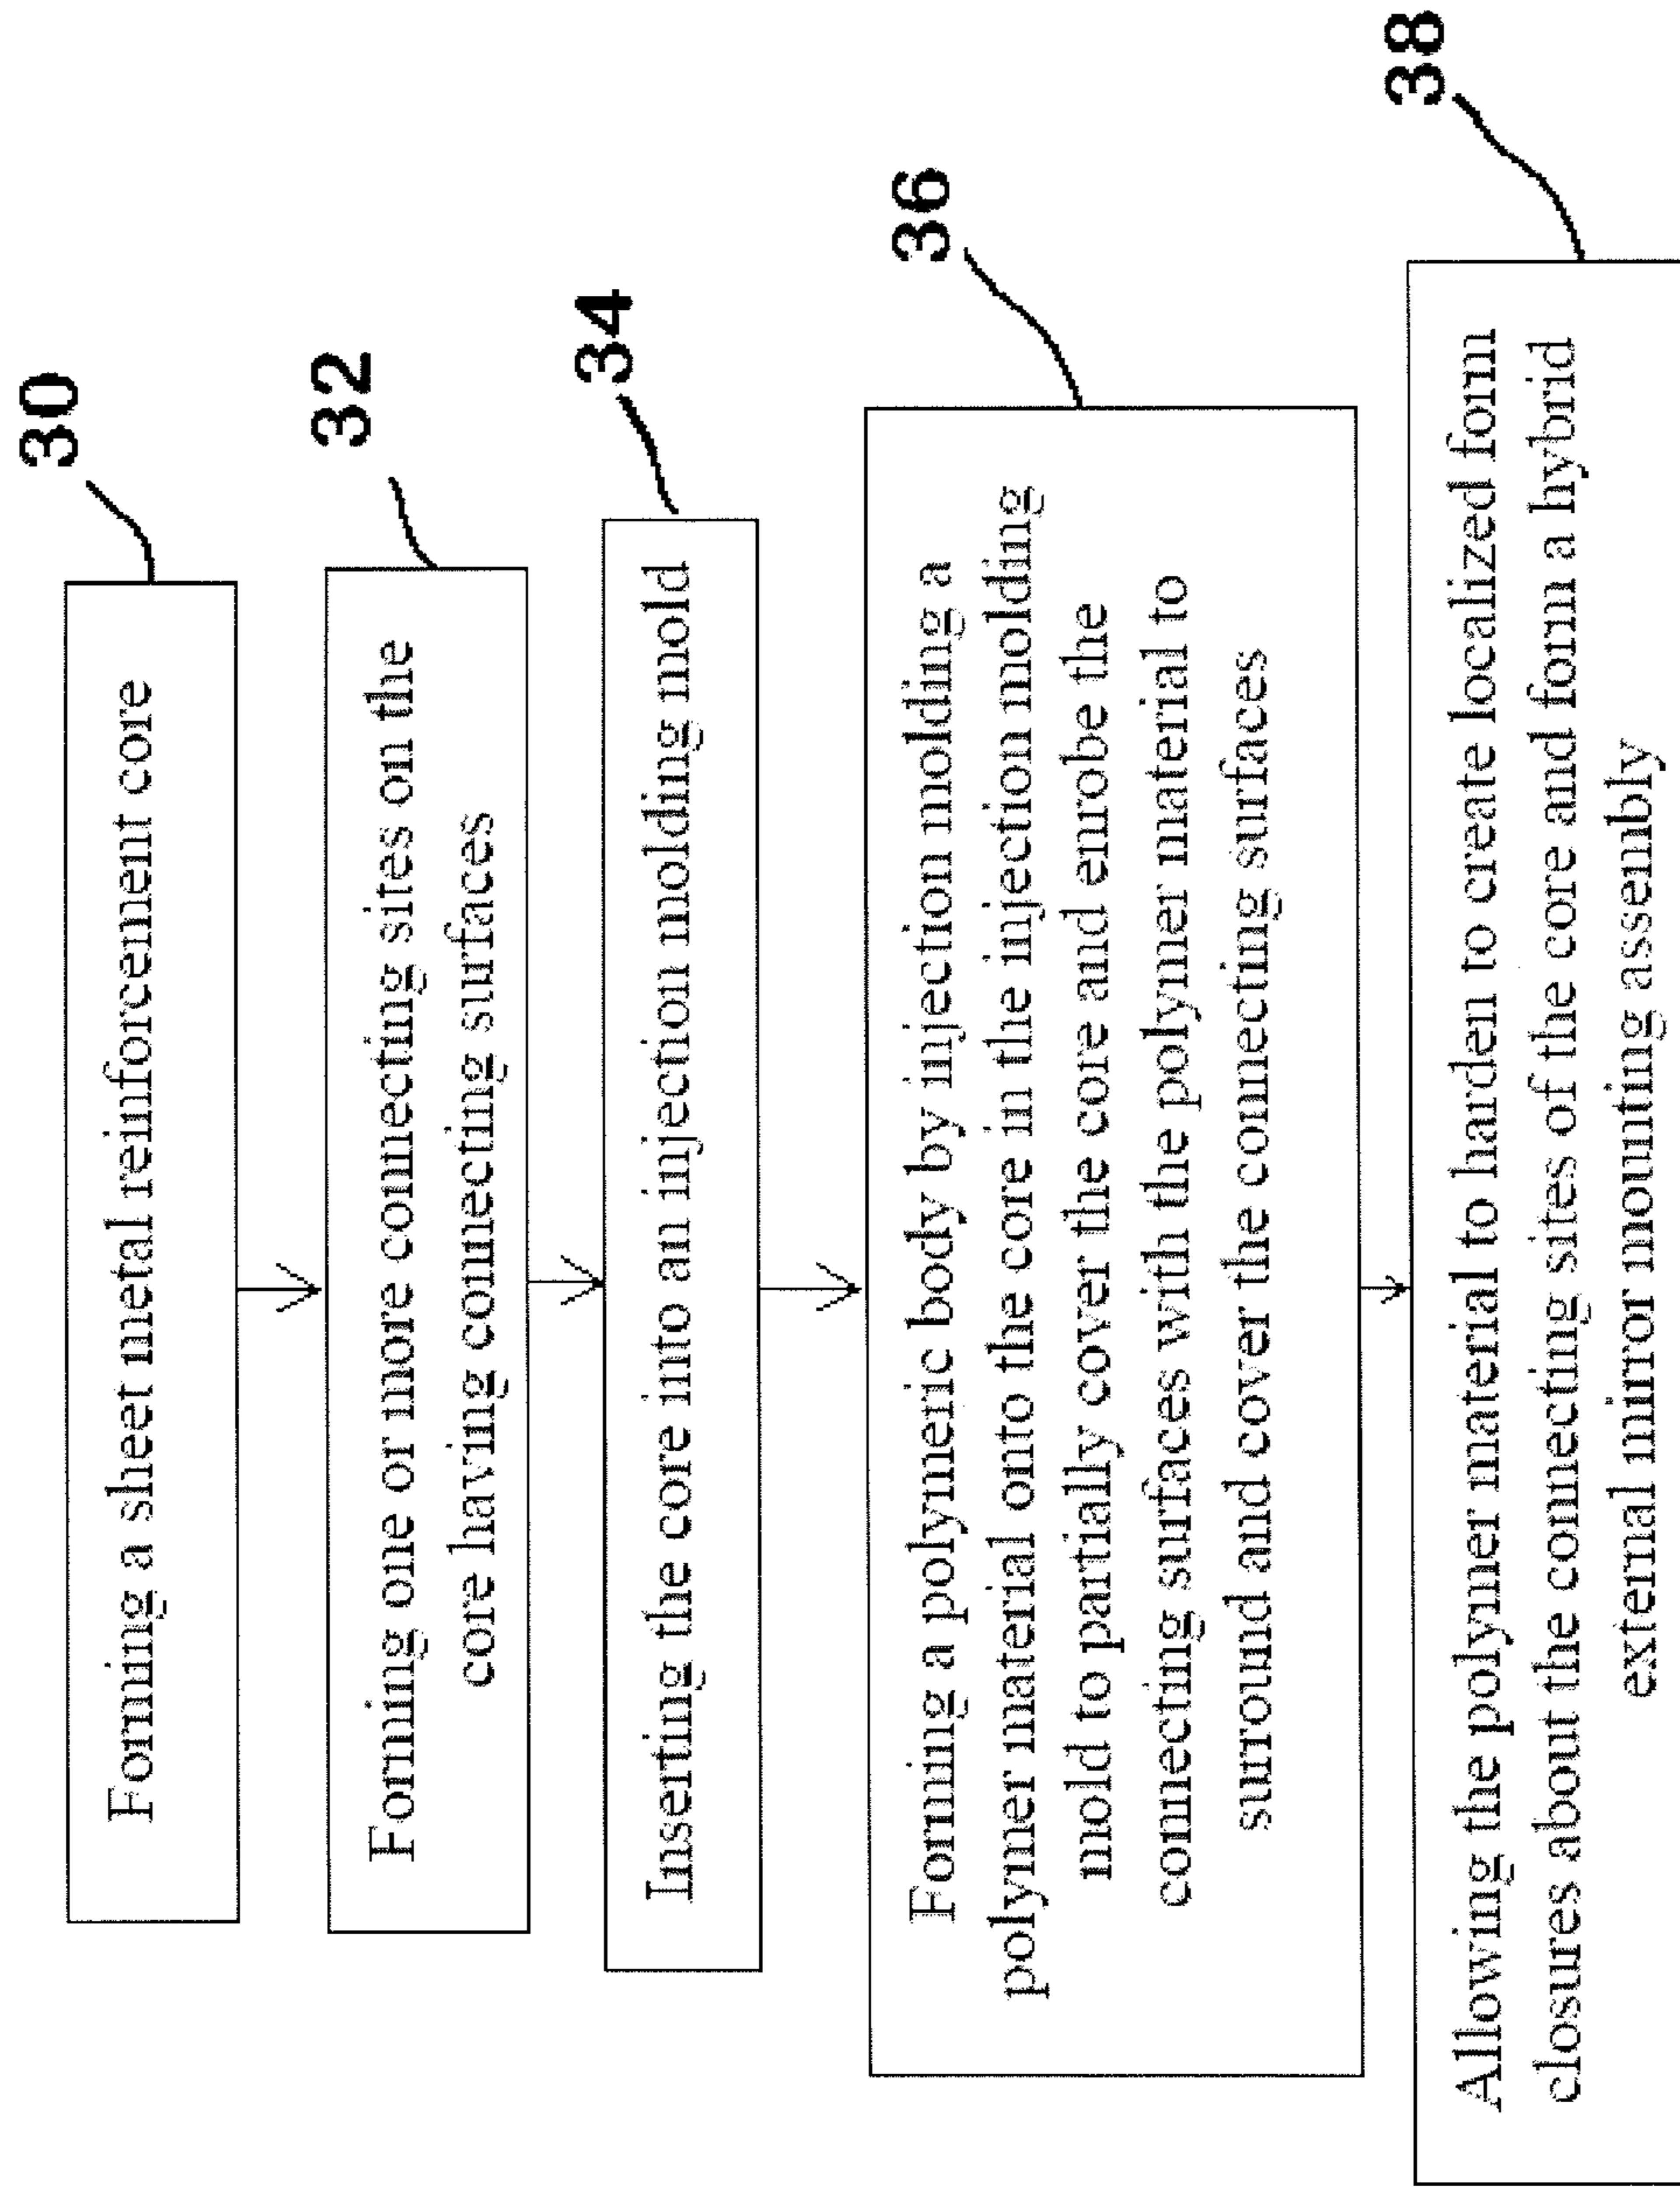 30
Forming a sheet metal reinforcement core
32
Forming one or more connecting sites on the
core having connecting surfaces
34
Inserting the core into an injection molding mold
36
Forming a polymeric body by injection molding a
polymer material onto the core in the injection molding
mold to partially cover the core and enrobe the
connecting surfaces with the polymer material to
surround and cover the connecting surfaces
38
Allowing the polymer material to harden to create localized form
closures about the connecting sites of the core and form a hybrid
external mirror mounting assembly